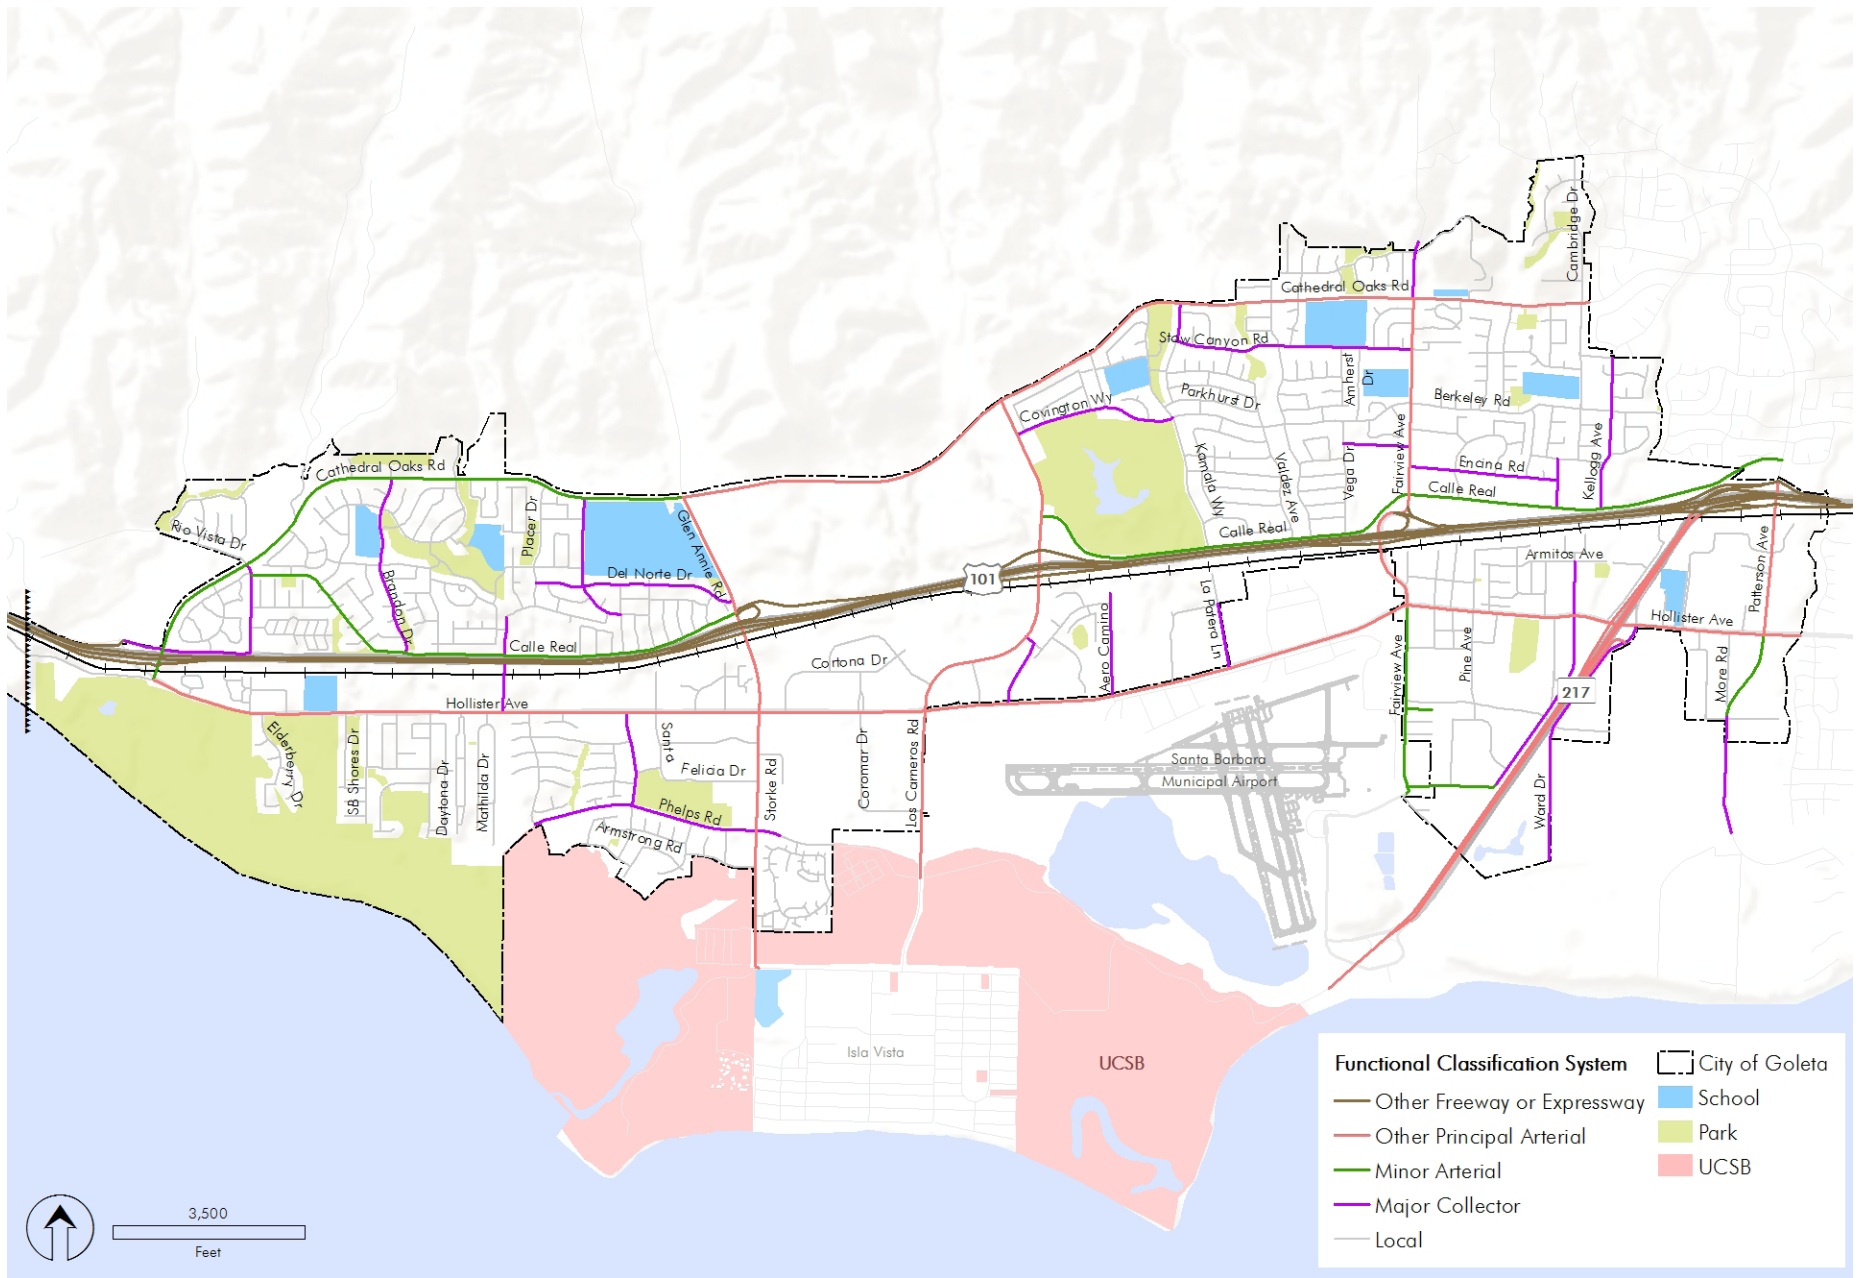 Cambridge Dr
Cathedral Oaks Rd
Stow Canyon Rd
Amherst
Dr
Parkhurst Dr
Berkeley Rd
Covington Wy
Fairview Ave
Kellogg Ave
Kamala Wy
Valdez Ave
Vega Dr
Encina Rd
Calle Real
Calle Real
Cathedral Oaks Rd
Rio Vista Dr
Placer Dr
Glen Annie Rd
Del Norte Dr
Brandon Dr
Calle Real
101
Armitos Ave
Patterson Ave
La Patera Ln
Aero Camino
Hollister Ave
Fairview Ave
Pine Ave
More Rd
Cortona Dr
217
Hollister Ave
Elderberry Dr
SB Shores Dr
Daytona Dr
Mathilda Dr
Santa
Felicia Dr
Storke Rd
Coromar Dr
Los Carneros Rd
Santa Barbara
Municipal Airport
Phelps Rd
Armstrong Rd
Ward Dr
Isla Vista
UCSB
Functional Classification System
Other Freeway or Expressway
Other Principal Arterial
Minor Arterial
Major Collector
Local
City of Goleta
School
Park
UCSB
3,500
Feet